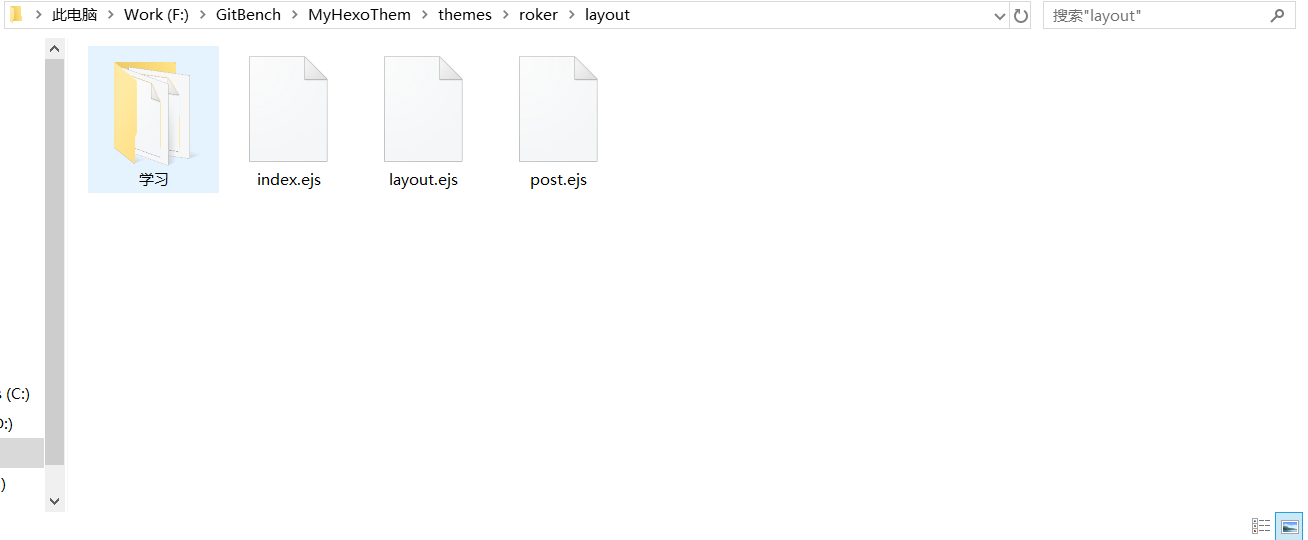 此电脑 > Work (F:) > GitBench > MyHexoThem > themes > roker > layout
搜索"layout"
学习
index.ejs
layout.ejs
post.ejs
s (C:)
D:)
:)